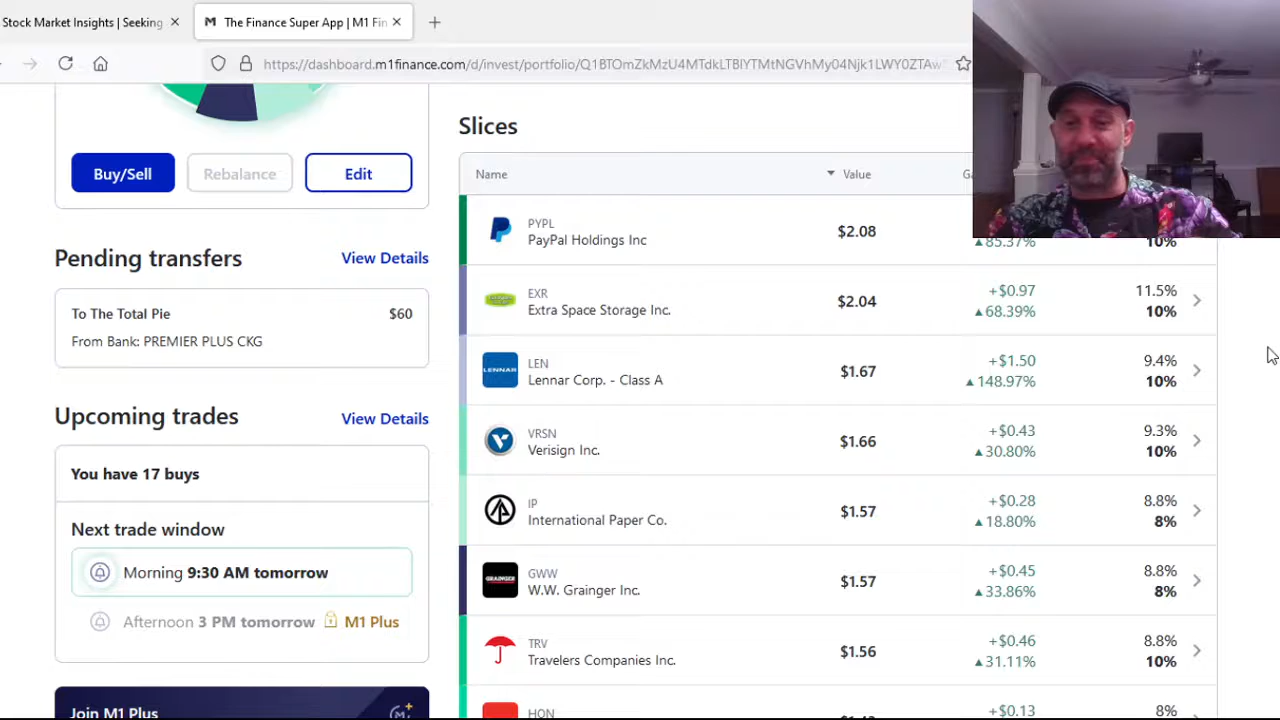 Stock Market Insights | Seeking
The Finance Super App | M1 Fin
https://dashboard.m1finance.com/d/invest/portfolio/
Slices
Buy/Sell
Rebalance
Edit
Name
Value
PYPL
PayPal Holdings Inc
$2.08
▲85.37%
10%
Pending transfers
View Details
To The Total Pie
$60
From Bank: PREMIER PLUS CKG
EXR
Extra Space Storage Inc.
$2.04
+$0.97
▲68.39%
11.5%
10%
LENNAR
LEN
Lennar Corp. - Class A
$1.67
+$1.50
▲148.97%
9.4%
10%
Upcoming trades
View Details
You have 17 buys
Next trade window
Morning 9:30 AM tomorrow
Afternoon 3 PM tomorrow
M1 Plus
VRSN
Verisign Inc.
$1.66
+$0.43
▲30.80%
9.3%
10%
IP
International Paper Co.
$1.57
+$0.28
▲18.80%
8.8%
8%
GRAINGER
GWW
W.W. Grainger Inc.
$1.57
+$0.45
▲33.86%
8.8%
8%
TRV
Travelers Companies Inc.
$1.56
+$0.46
▲31.11%
8.8%
10%
Join M1 Plus
HON
+$0.13
8%